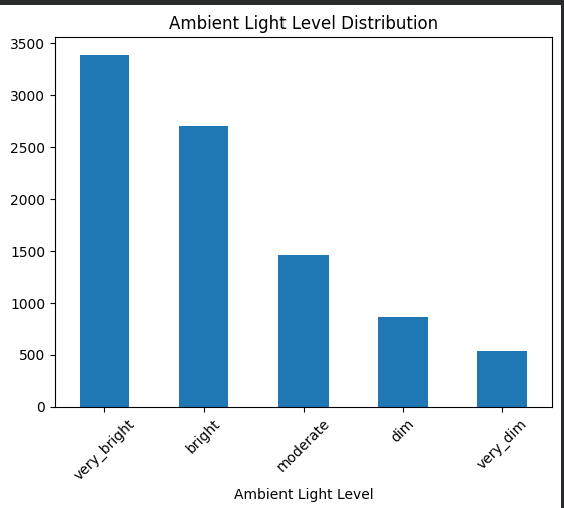 Ambient Light Level Distribution
3500
3000
2500
2000
1500
1000
500
0
very_bright
bright
moderate
dim
very_dim
Ambient Light Level